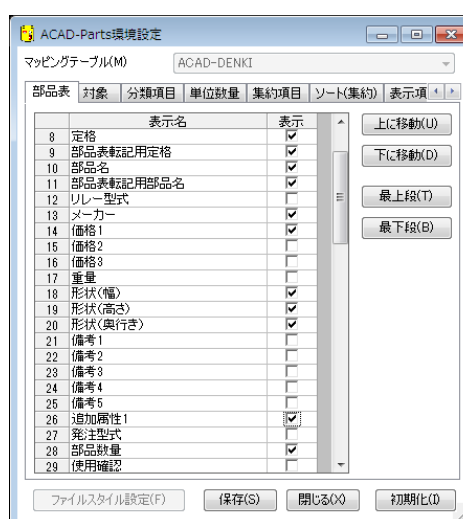 ACAD-Parts環境設定
マッピングテーブル(M) ACAD-DENKI
部品表 対象 分類項目 単位数量 集約項目 ソート(集約) 表示項
表示名 表示
8 定格
9 部品表転記用定格
10 部品名
11 部品表転記用部品名
12 リレー型式
13 メーカー
14 価格1
15 価格2
16 価格3
17 重量
18 形状(幅)
19 形状(高さ)
20 形状(奥行き)
21 備考1
22 備考2
23 備考3
24 備考4
25 備考5
26 追加属性1
27 発注型式
28 部品数量
29 使用確認
上に移動(U)
下に移動(D)
最上段(T)
最下段(B)
ファイルスタイル設定(F) 保存(S) 閉じる(X) 初期化(I)